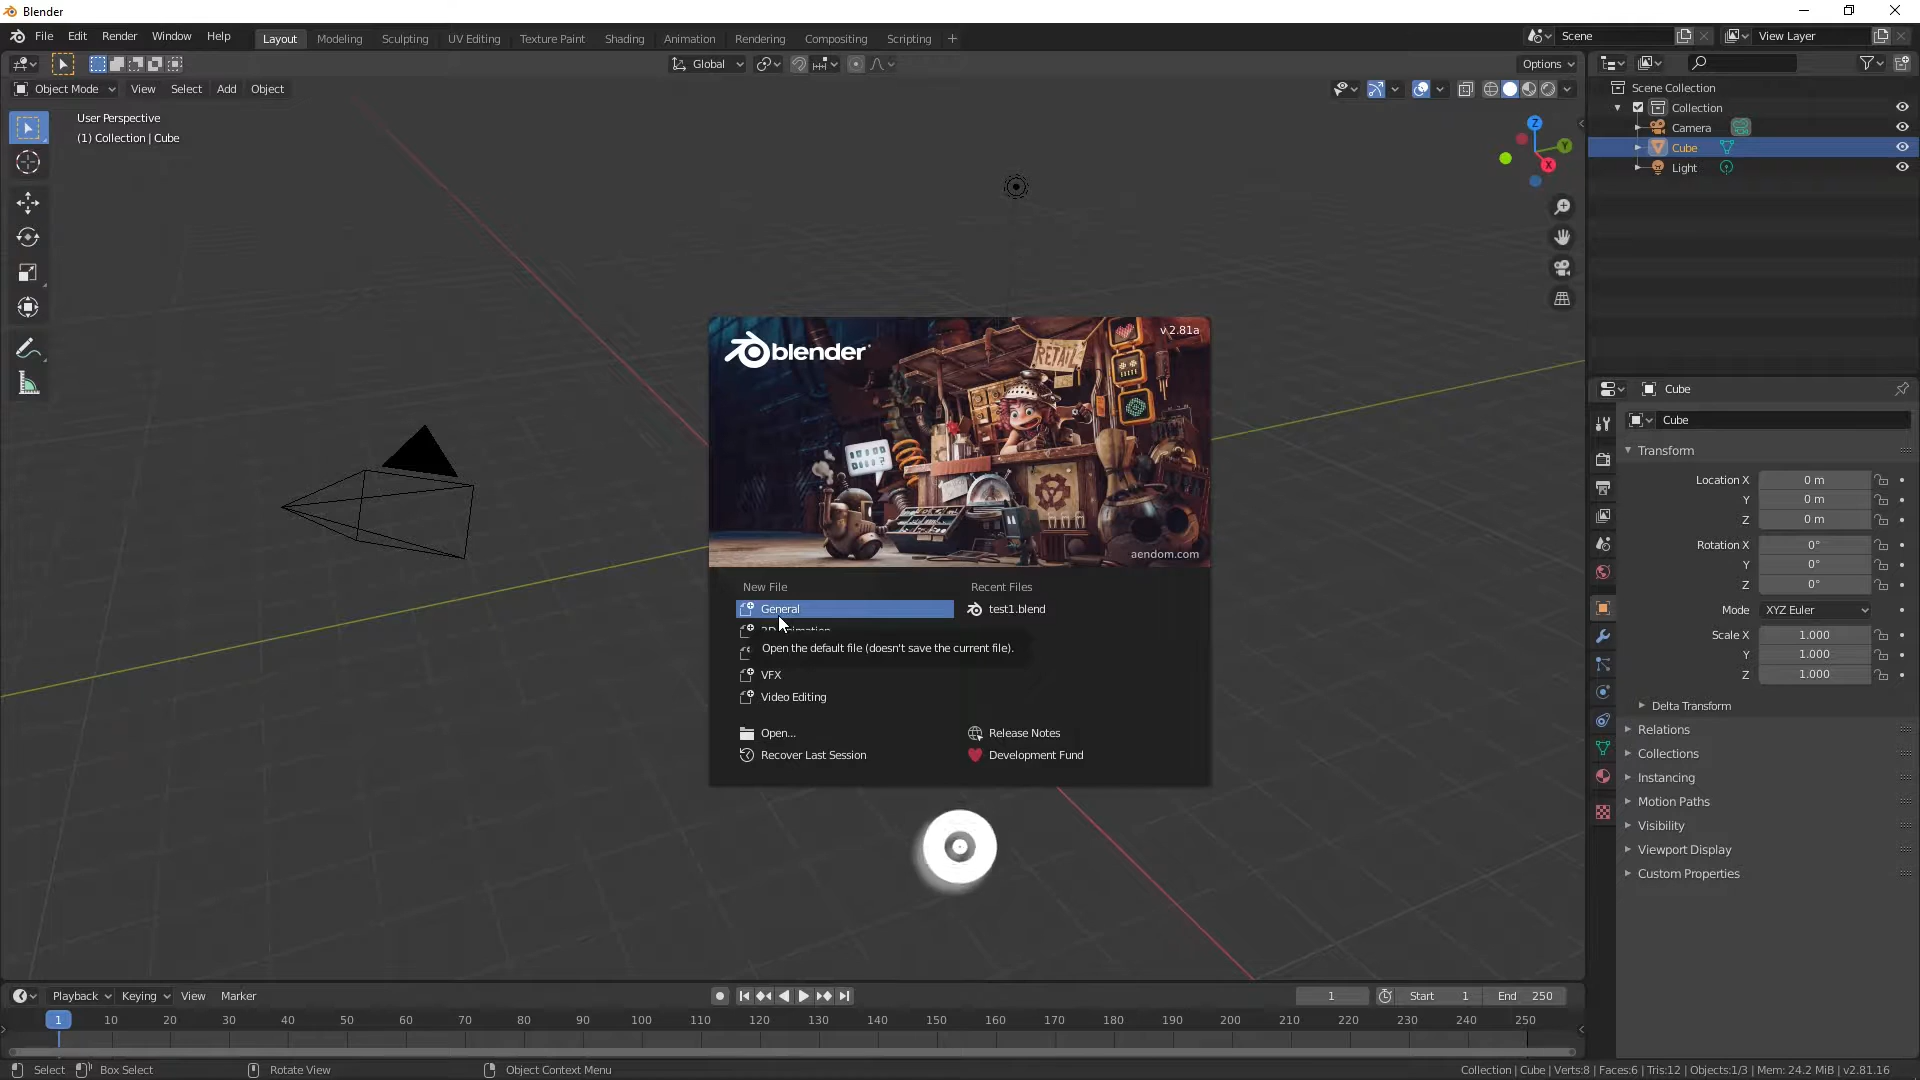 Blender
File Edit Render Window Help
Layout Modeling Sculpting UV Editing Texture Paint Shading Animation Rendering Compositing Scripting +
Scene
View Layer
Global
Options
Object Mode View Select Add Object
User Perspective
(1) Collection | Cube
Z
Y
X
Scene Collection
Collection
Camera
Cube
Light
blender
v 2.81a
RETAIL
aendom.com
New File
General
Open the default file (doesn't save the current file).
VFX
Video Editing
Open...
Recover Last Session
Recent Files
test1.blend
Release Notes
Development Fund
Cube
Cube
Transform
Location X 0 m
Y 0 m
Z 0 m
Rotation X 0°
Y 0°
Z 0°
Mode XYZ Euler
Scale X 1.000
Y 1.000
Z 1.000
Delta Transform
Relations
Collections
Instancing
Motion Paths
Visibility
Viewport Display
Custom Properties
Playback Keying View Marker
1
Start 1 End 250
1 10 20 30 40 50 60 70 80 90 100 110 120 130 140 150 160 170 180 190 200 210 220 230 240 250
Select Box Select Rotate View Object Context Menu
Collection | Cube | Verts:8 | Faces:6 | Tris:12 | Objects:1/3 | Mem: 24.2 MiB | v2.81.16